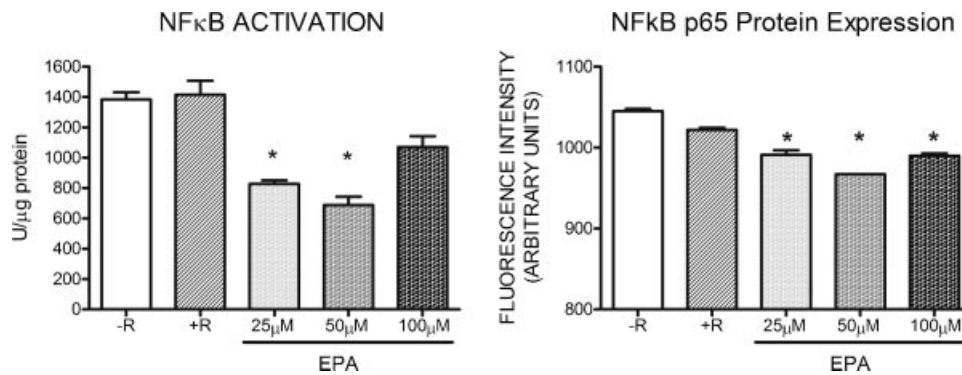 NFκB ACTIVATION
U/μg protein
1600
1400
1200
1000
800
600
400
200
0
*
*
-R
+R
25μM
50μM
100μM
EPA
NFkB p65 Protein Expression
FLUORESCENCE INTENSITY
(ARBITRARY UNITS)
1100
1000
900
800
*
*
*
-R
+R
25μM
50μM
100μM
EPA